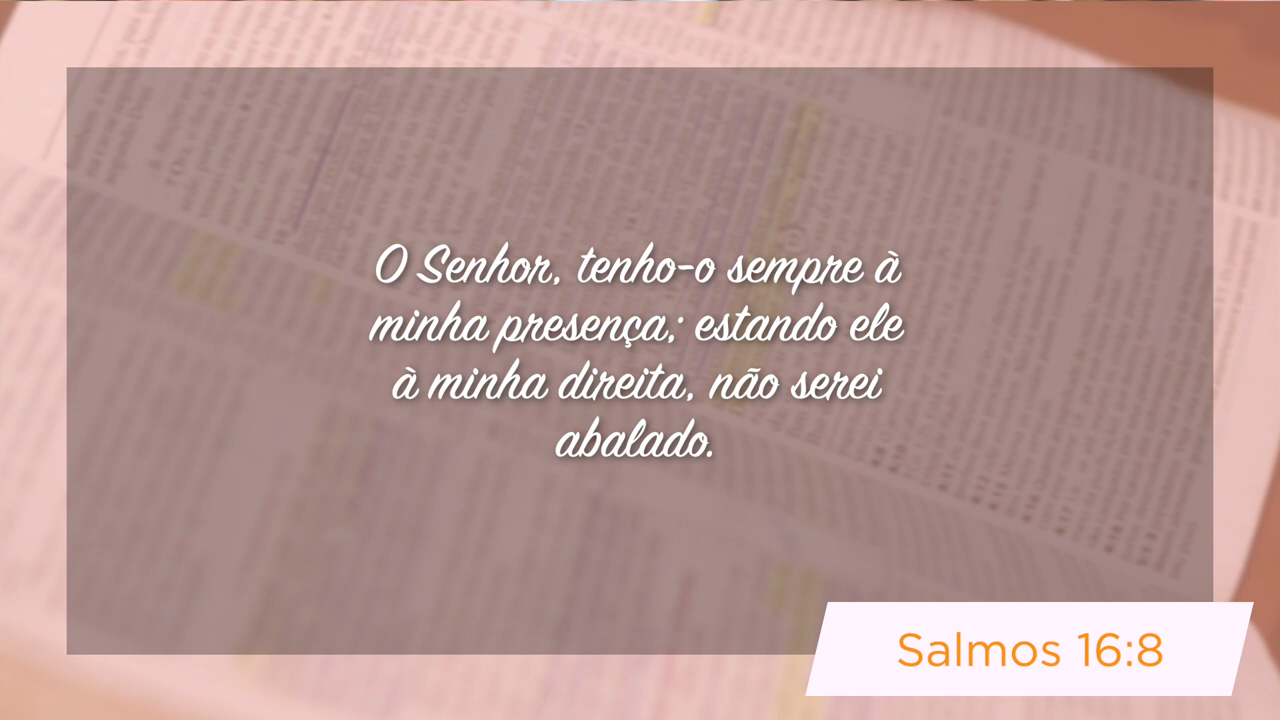 O Senhor, tenho-o sempre à
minha presença; estando ele
à minha direita, não serei
abalado.
Salmos 16:8